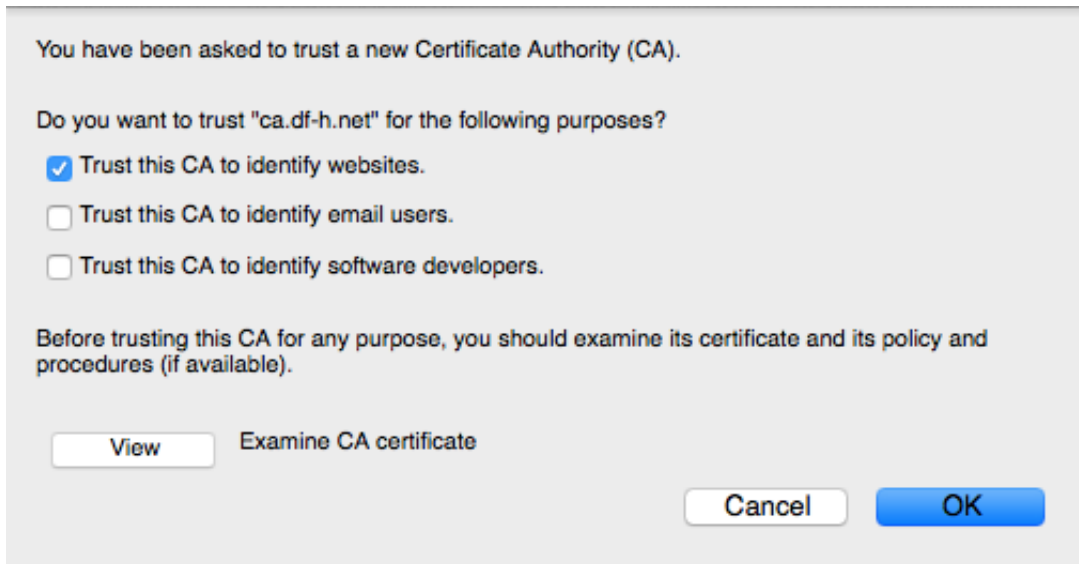 You have been asked to trust a new Certificate Authority (CA).
Do you want to trust "ca.df-h.net" for the following purposes?
Trust this CA to identify websites.
Trust this CA to identify email users.
Trust this CA to identify software developers.
Before trusting this CA for any purpose, you should examine its certificate and its policy and
procedures (if available).
View Examine CA certificate
Cancel OK